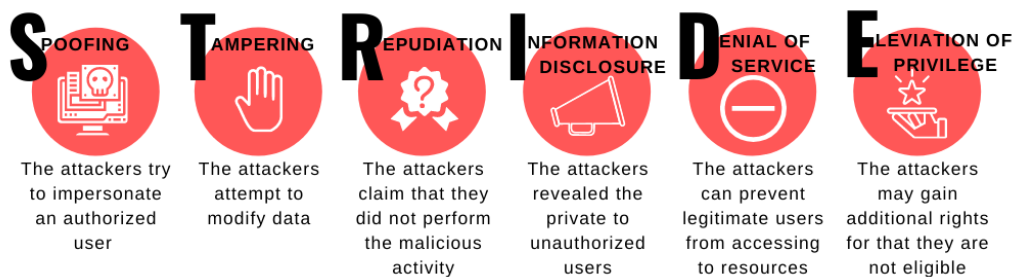 SPOOFING
The attackers try
to impersonate
an authorized
user
TAMPERING
The attackers
attempt to
modify data
REPUDIATION
?
The attackers
claim that they
did not perform
the malicious
activity
INFORMATION
DISCLOSURE
The attackers
revealed the
private to
unauthorized
users
DENIAL OF
SERVICE
The attackers
can prevent
legitimate users
from accessing
to resources
ELEVIATION OF
PRIVILEGE
The attackers
may gain
additional rights
for that they are
not eligible